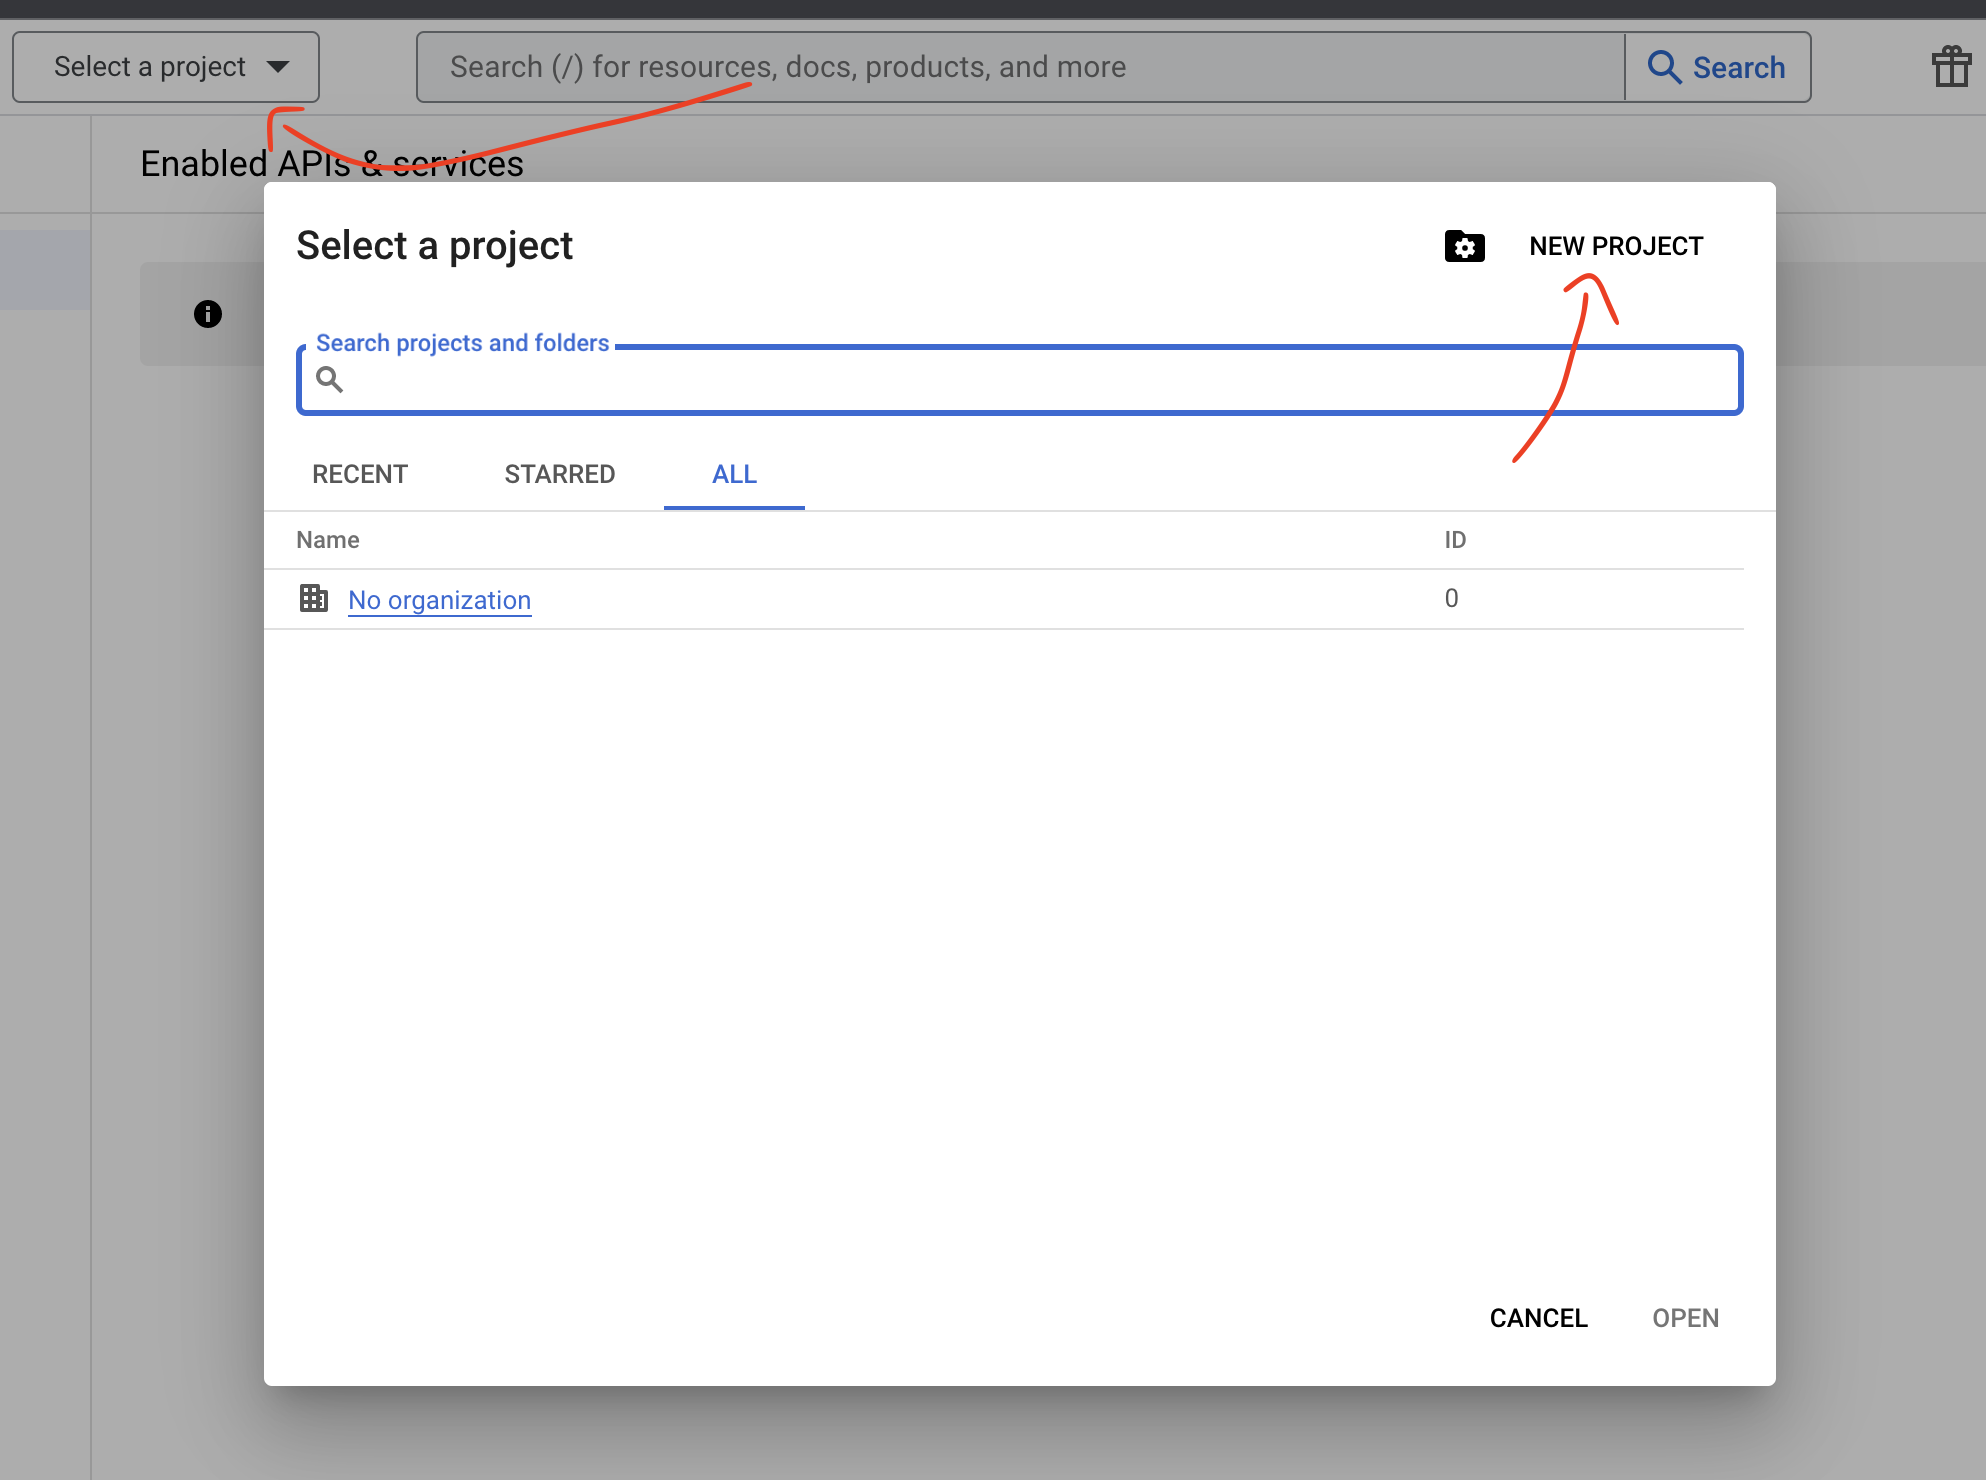 Select a project
Search (/) for resources, docs, products, and more
Search
Enabled APIs & services
Select a project
NEW PROJECT
Search projects and folders
RECENT STARRED ALL
Name ID
No organization 0
CANCEL OPEN